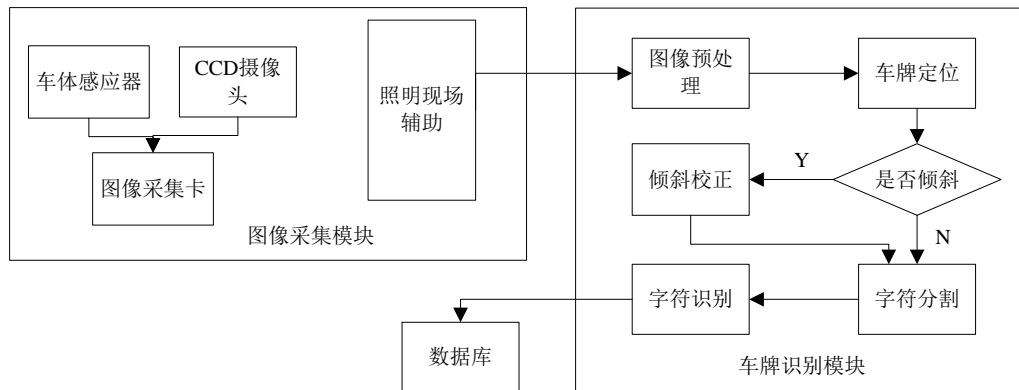 车体感应器
CCD摄像
头
图像采集卡
照明现场
辅助
图像采集模块
图像预处
理
车牌定位
是否倾斜
Y
倾斜校正
N
字符分割
字符识别
数据库
车牌识别模块